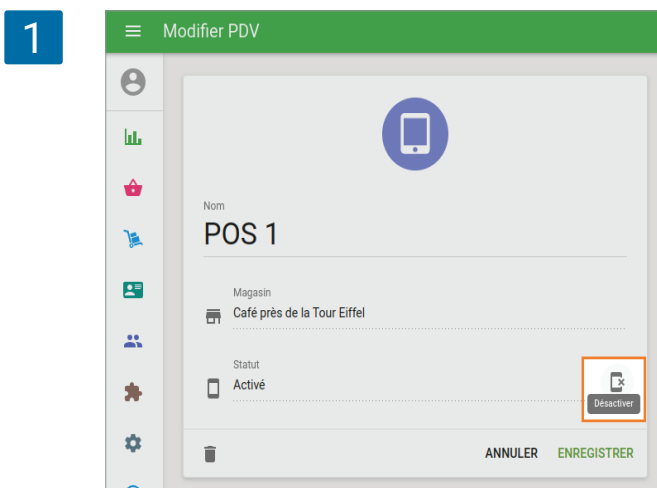 1
Modifier PDV
Nom
POS 1
Magasin
Café près de la Tour Eiffel
Statut
Activé
Désactiver
ANNULER ENREGISTRER